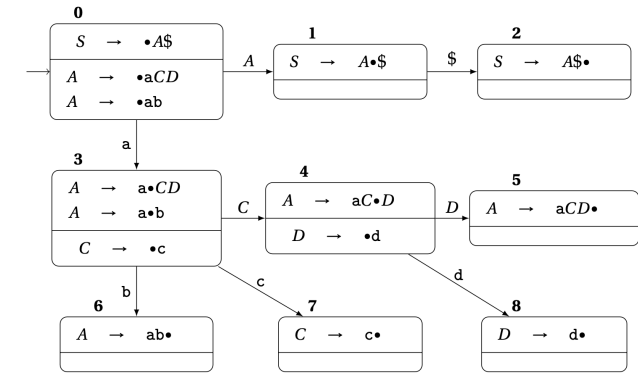 0
S → •A$
A → •aCD
A → •ab
A
1
S → A•$
$
2
S → A$•
a
3
A → a•CD
A → a•b
C → •c
C
4
A → aC•D
D → •d
D
5
A → aCD•
b
c
d
6
A → ab•
7
C → c•
8
D → d•